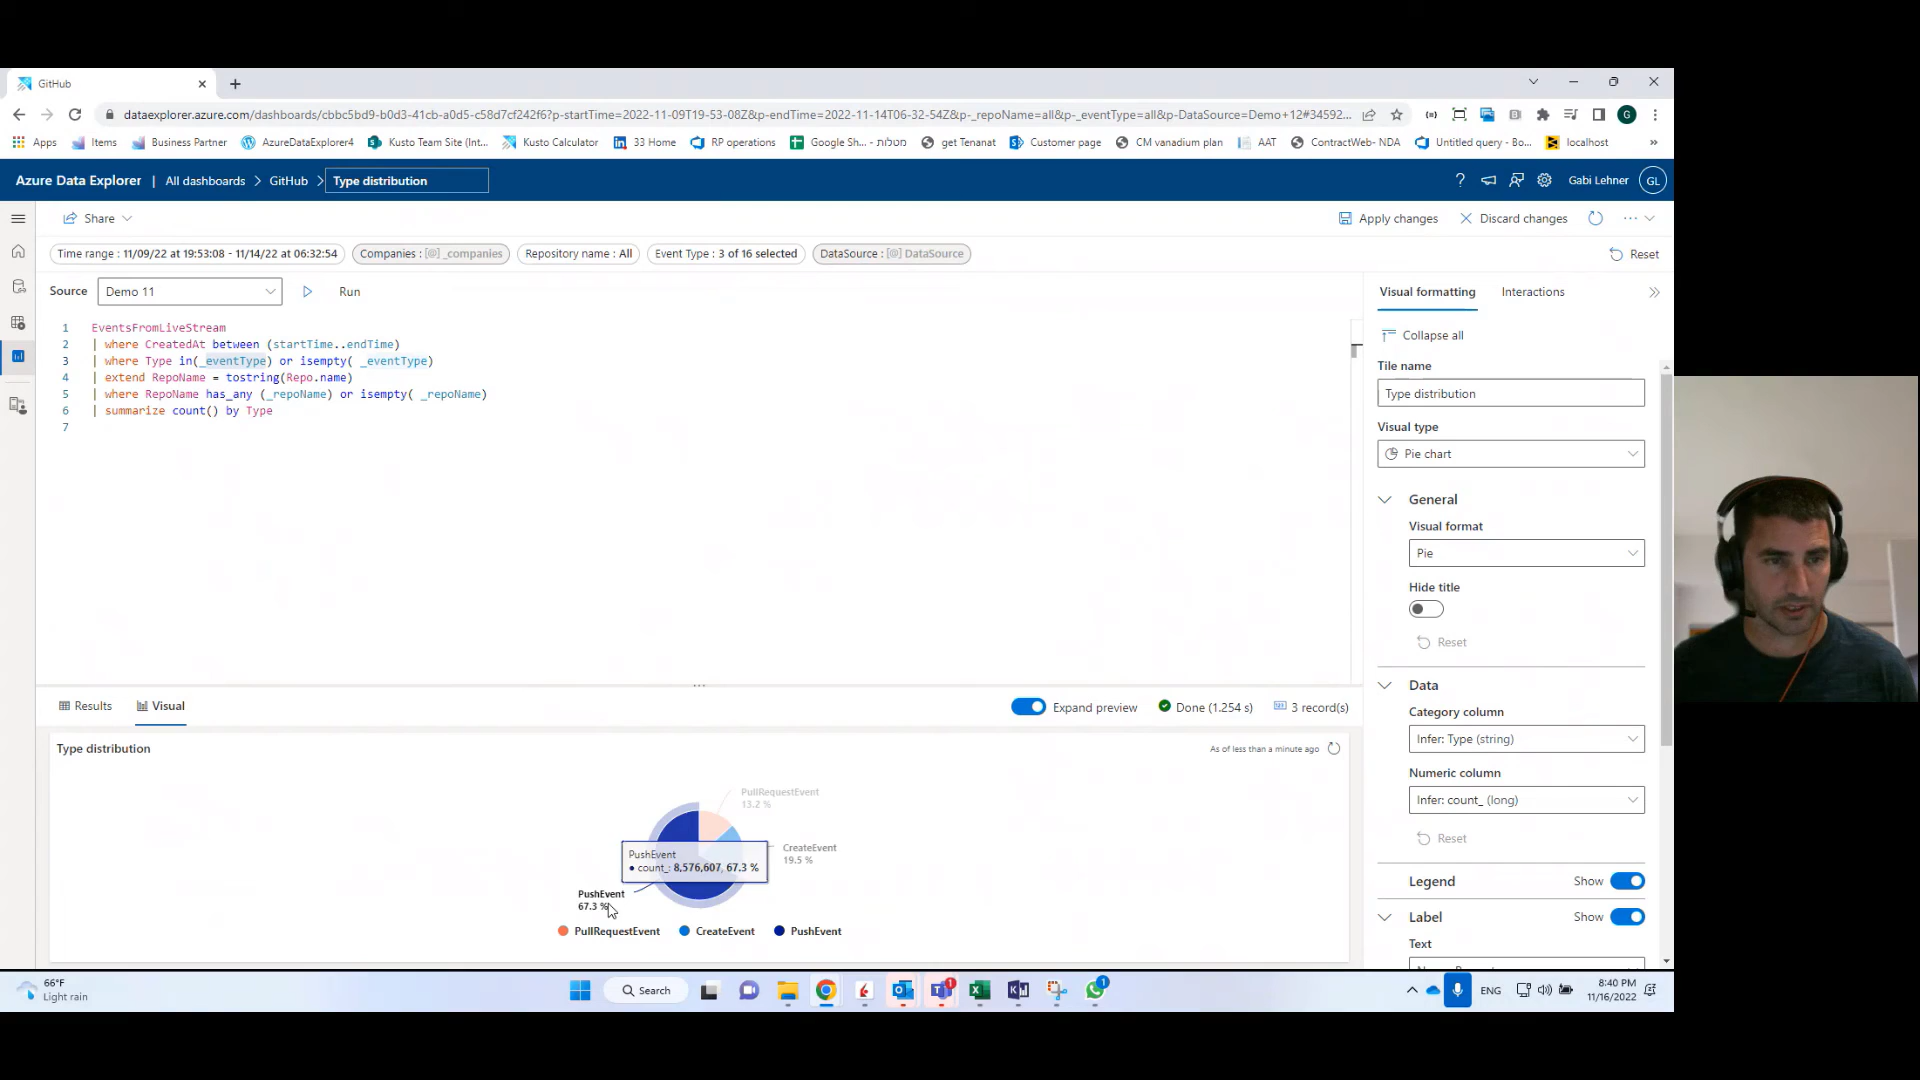 GitHub
dataexplorer.azure.com/dashboards/cbbc5bd9-b0d3-41cb-a0d5-c58d7cf242f6?p-startTime=2022-11-09T19-53-08Z&p-endTime=2022-11-14T06-32-54Z&p-_repoName=all&p-_eventType=all&p-DataSource=Demo+12#34592...
G
Apps Items Business Partner AzureDataExplorer4 Kusto Team Site (Int... Kusto Calculator 33 Home RP operations Google Sh... - מטלות get Tenanat Customer page CM vanadium plan AAT ContractWeb- NDA Untitled query - Bo... localhost »
Azure Data Explorer | All dashboards > GitHub > Type distribution ? Gabi Lehner GL
Share Apply changes Discard changes ...
Time range : 11/09/22 at 19:53:08 - 11/14/22 at 06:32:54 Companies : [@] _companies Repository name : All Event Type : 3 of 16 selected DataSource : [@] DataSource Reset
Source Demo 11 Run
1 EventsFromLiveStream
2 | where CreatedAt between (startTime..endTime)
3 | where Type in(_eventType) or isempty( _eventType)
4 | extend RepoName = tostring(Repo.name)
5 | where RepoName has_any (_repoName) or isempty( _repoName)
6 | summarize count() by Type
7
Visual formatting Interactions
Collapse all
Tile name
Type distribution
Visual type
Pie chart
General
Visual format
Pie
Hide title
Reset
Data
Category column
Infer: Type (string)
Numeric column
Infer: count_ (long)
Reset
Legend Show
Label Show
Text
Results Visual Expand preview Done (1.254 s) 3 record(s)
Type distribution As of less than a minute ago
PullRequestEvent
13.2 %
CreateEvent
19.5 %
PushEvent
count_: 8,576,607, 67.3 %
PushEvent
67.3 %
PullRequestEvent CreateEvent PushEvent
66°F
Light rain
Search
1
1
ENG
8:40 PM
11/16/2022